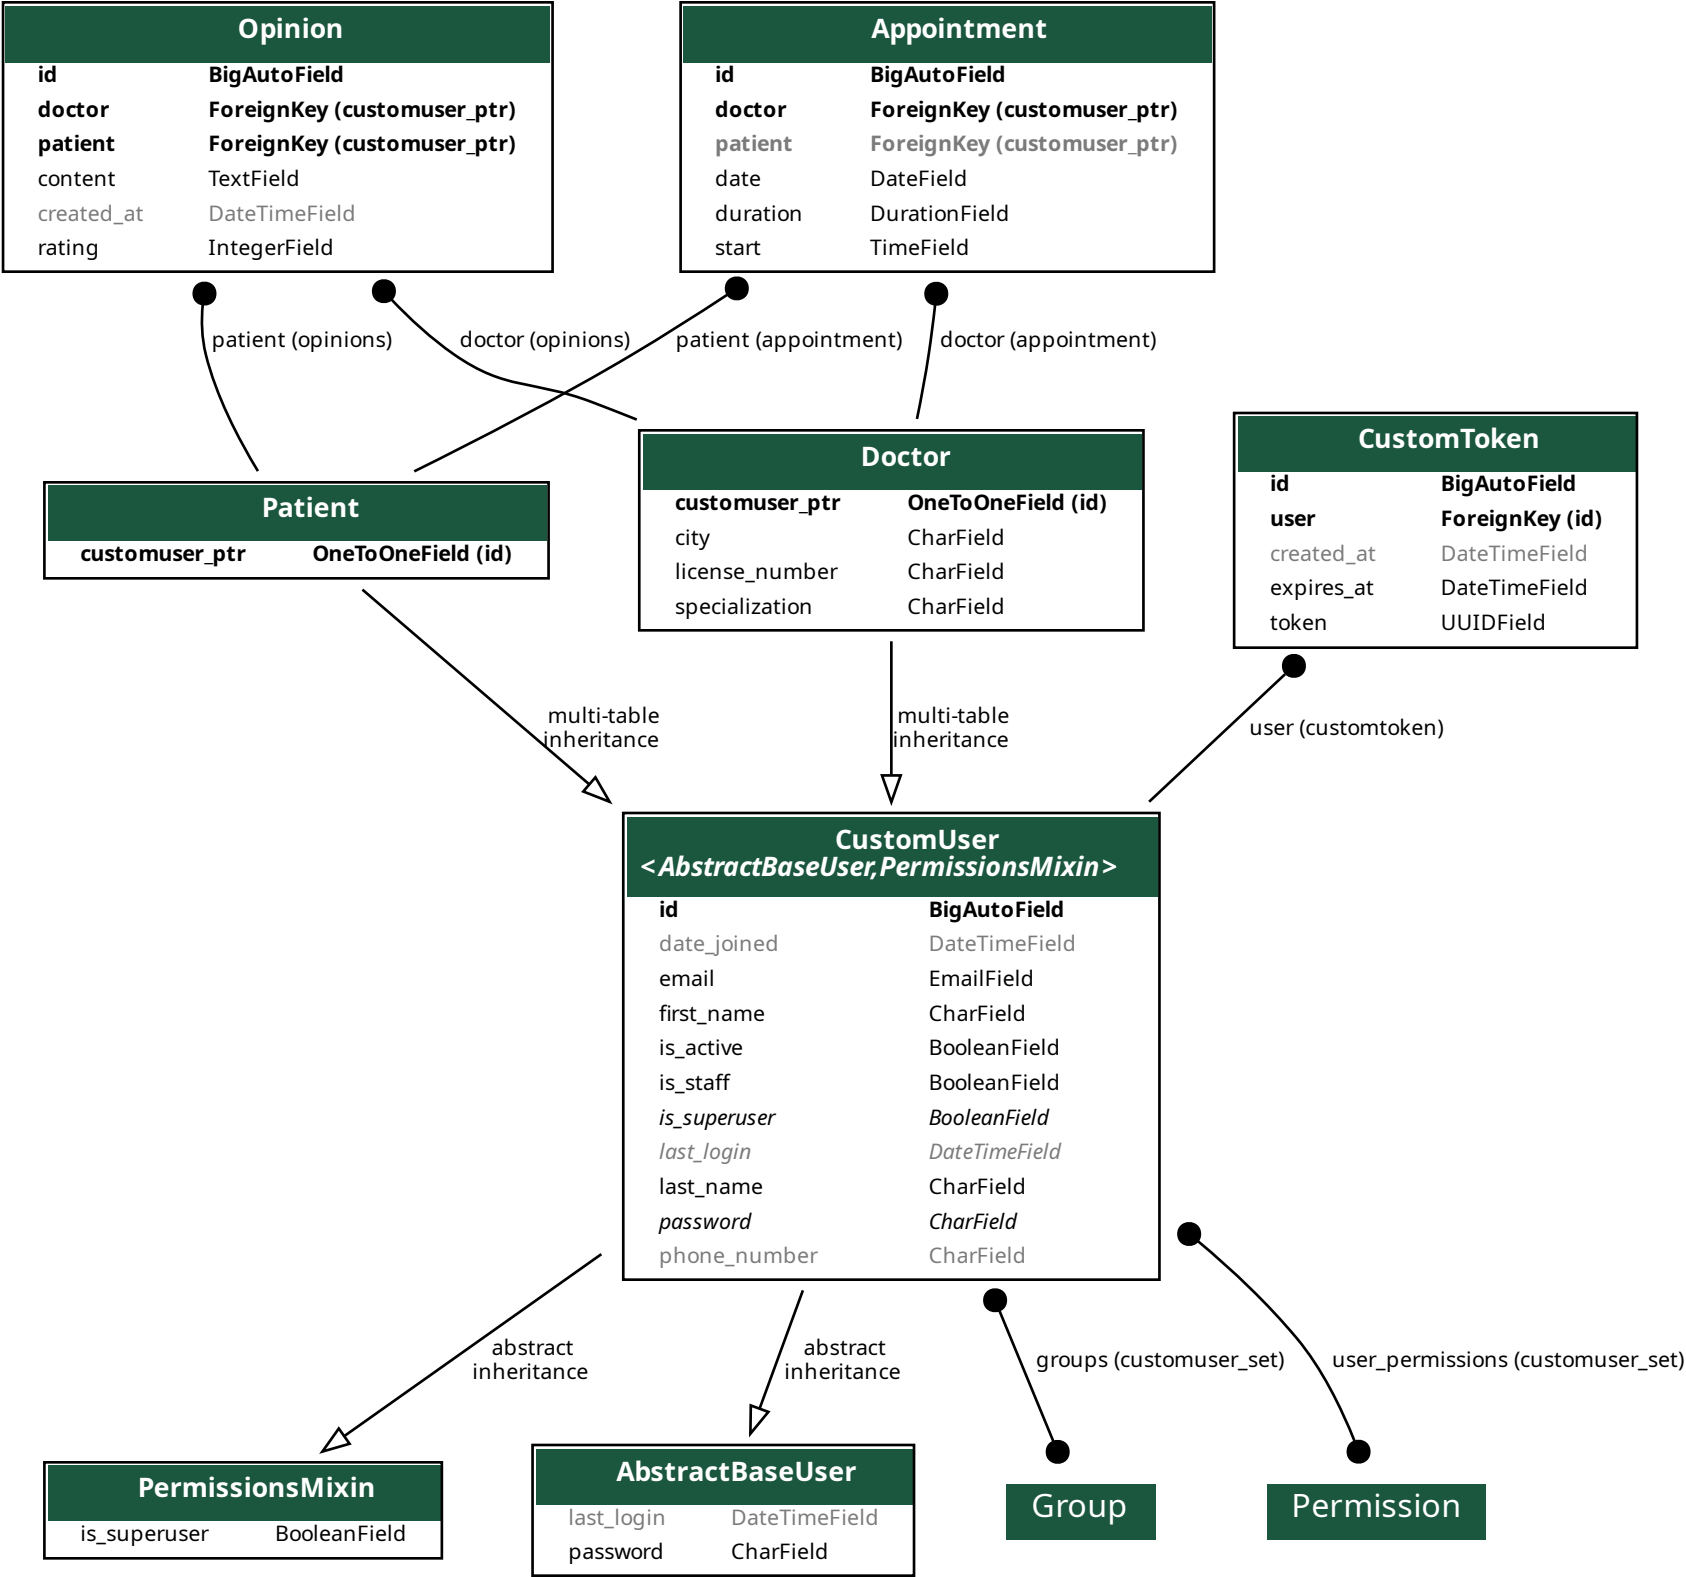 Opinion
id BigAutoField
doctor ForeignKey (customuser_ptr)
patient ForeignKey (customuser_ptr)
content TextField
created_at DateTimeField
rating IntegerField
Appointment
id BigAutoField
doctor ForeignKey (customuser_ptr)
patient ForeignKey (customuser_ptr)
date DateField
duration DurationField
start TimeField
patient (opinions)
doctor (opinions)
patient (appointment)
doctor (appointment)
Patient
customuser_ptr OneToOneField (id)
Doctor
customuser_ptr OneToOneField (id)
city CharField
license_number CharField
specialization CharField
CustomToken
id BigAutoField
user ForeignKey (id)
created_at DateTimeField
expires_at DateTimeField
token UUIDField
multi-table
inheritance
multi-table
inheritance
user (customtoken)
CustomUser
<AbstractBaseUser,PermissionsMixin>
id BigAutoField
date_joined DateTimeField
email EmailField
first_name CharField
is_active BooleanField
is_staff BooleanField
is_superuser BooleanField
last_login DateTimeField
last_name CharField
password CharField
phone_number CharField
abstract
inheritance
abstract
inheritance
groups (customuser_set)
user_permissions (customuser_set)
PermissionsMixin
is_superuser BooleanField
AbstractBaseUser
last_login DateTimeField
password CharField
Group
Permission